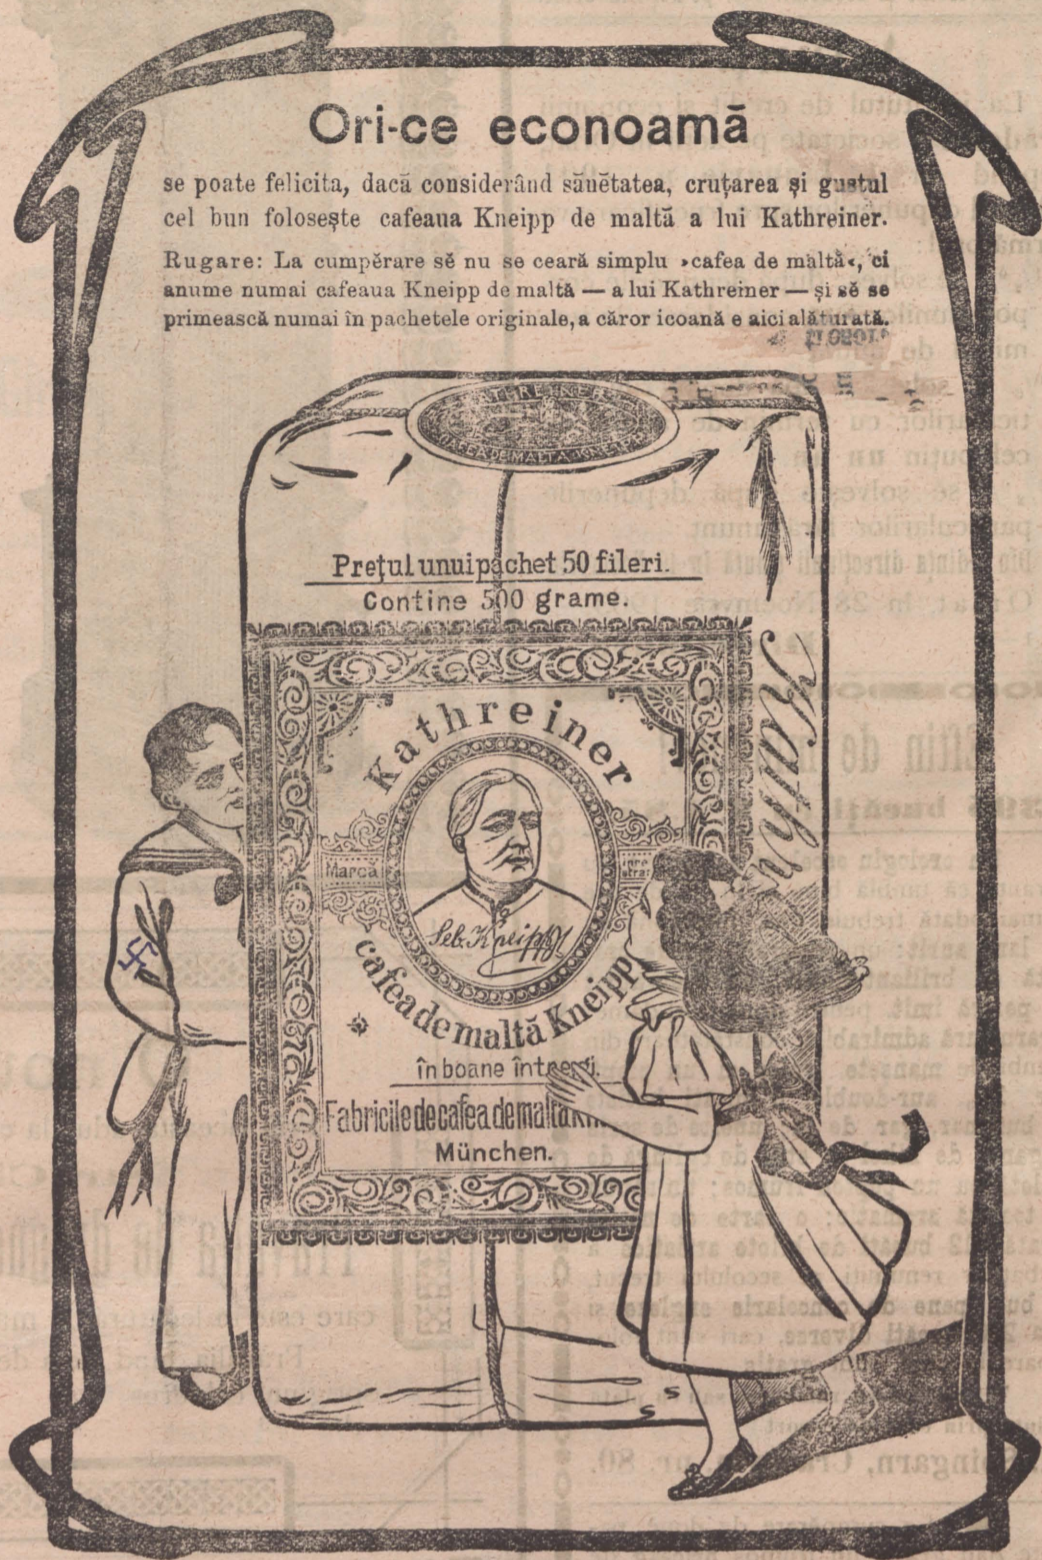 Ori-ce econoamă
se poate felicita, dacă considerând sănĕtatea, cruțarea și gustul
cel bun folosește cafeaua Kneipp de maltă a lui Kathreiner.
Rugare: La cumpĕrare sĕ nu se ceară simplu »cafea de maltă«, ci
anume numai cafeaua Kneipp de maltă — a lui Kathreiner — și sĕ se
primească numai în pachetele originale, a căror icoană e aici alăturată.
Prețul unui pachet 50 fileri.
Contine 500 grame.
Kathreiner
Marca
Seb. Kneipp
cafea de maltă Kneipp
în boane întregi.
Fabricile de cafea de maltă
München.
Kath